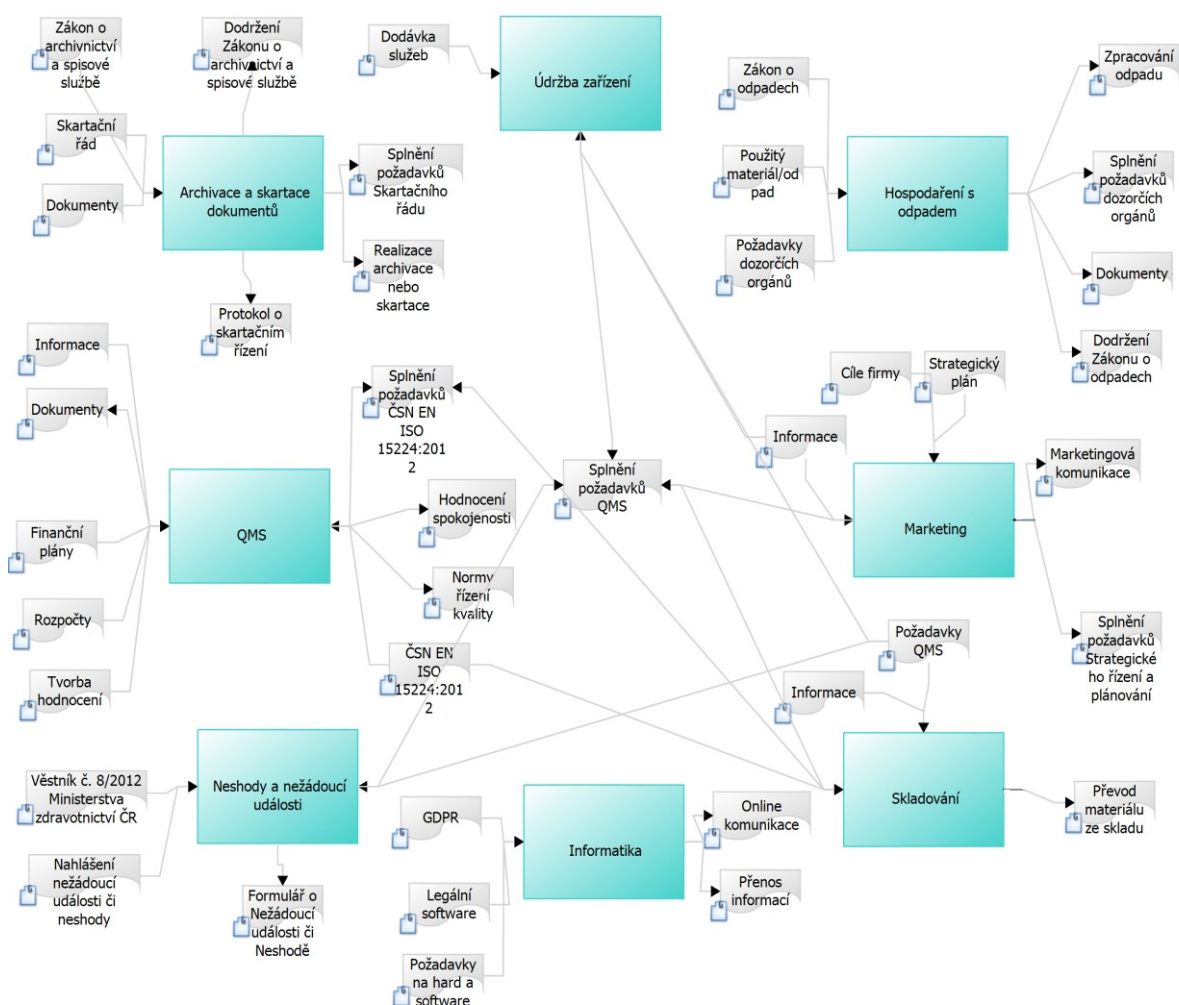 Zákon o
archivnictví
a spisové
službě
Dodržení
Zákonu o
archivnictví a
spisové službě
Dodávka
služeb
Údržba zařízení
Zákon o
odpadech
Zpracování
odpadu
Skartační
řád
Dokumenty
Archivace a skartace
dokumentů
Splnění
požadavků
Skartačního
řádu
Realizace
archivace
nebo
skartace
Protokol o
skartačním
řízení
Použitý
materiál/od
pad
Požadavky
dozorčích
orgánů
Hospodaření s
odpadem
Splnění
požadavků
dozorčích
orgánů
Dokumenty
Dodržení
Zákonu o
odpadech
Informace
Dokumenty
Finanční
plány
Rozpočty
Tvorba
hodnocení
QMS
Splnění
požadavků
ČSN EN
ISO
15224:201
2
Hodnocení
spokojenosti
Normy
řízení
kvality
ČSN EN
ISO
15224:201
2
Splnění
požadavků
QMS
Cíle firmy
Strategický
plán
Informace
Marketing
Marketingová
komunikace
Splnění
požadavků
Strategické
ho řízení a
plánování
Požadavky
QMS
Informace
Skladování
Převod
materiálu
ze skladu
Věstník č. 8/2012
Ministerstva
zdravotnictví ČR
Nahlášení
nežádoucí
události či
neshody
Neshody a nežádoucí
události
Formulář o
Nežádoucí
události či
Neshodě
GDPR
Legální
software
Požadavky
na hard a
software
Informatika
Online
komunikace
Přenos
informací